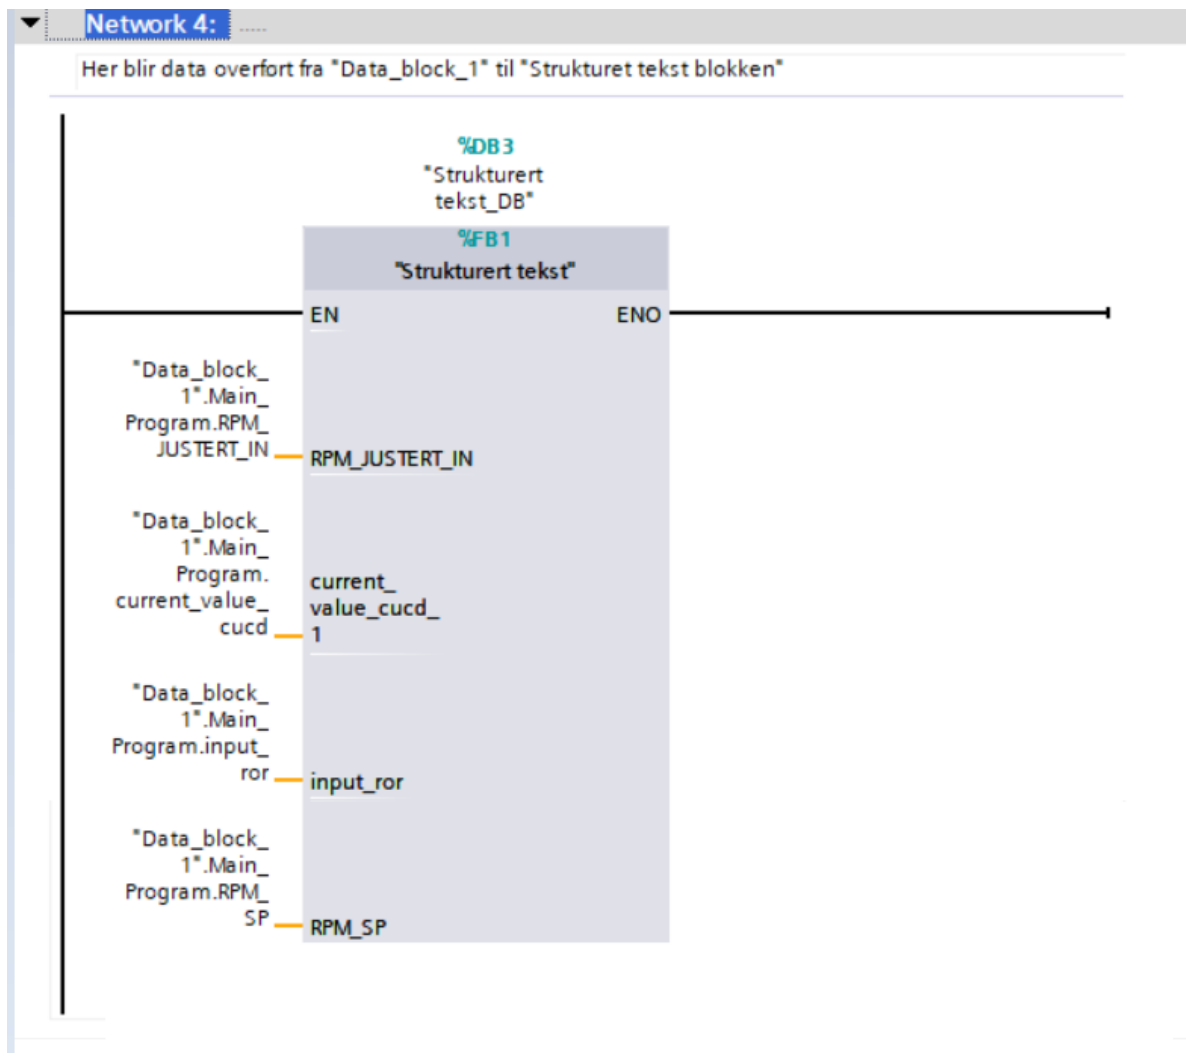 Network 4: .....
Her blir data overfort fra "Data_block_1" til "Strukturet tekst blokken"
%DB3
"Strukturert
tekst_DB"
%FB1
"Strukturert tekst"
EN
ENO
"Data_block_
1".Main_
Program.RPM_
JUSTERT_IN
RPM_JUSTERT_IN
"Data_block_
1".Main_
Program.
current_value_
cucd
current_
value_cucd_
1
"Data_block_
1".Main_
Program.input_
ror
input_ror
"Data_block_
1".Main_
Program.RPM_
SP
RPM_SP